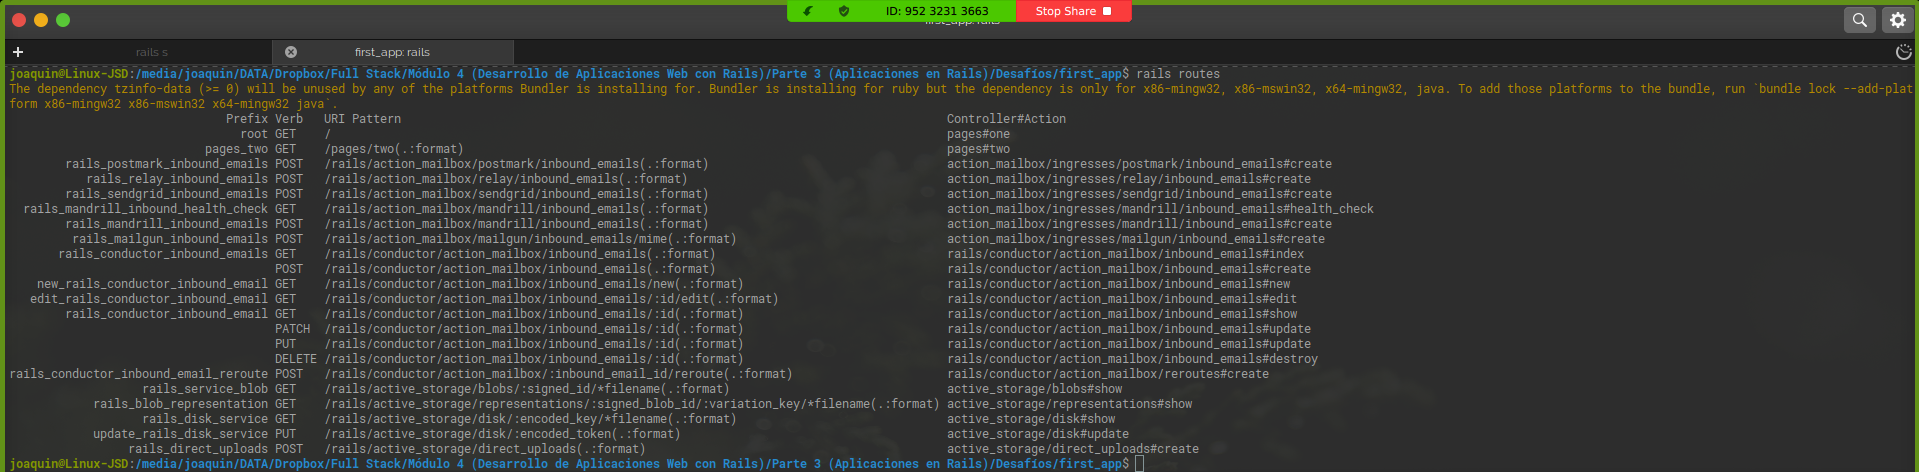 ID: 952 3231 3663 Stop Share
first_app: rails
rails s first_app: rails
joaquin@Linux-JSD:/media/joaquin/DATA/Dropbox/Full Stack/Módulo 4 (Desarrollo de Aplicaciones Web con Rails)/Parte 3 (Aplicaciones en Rails)/Desafíos/first_app$ rails routes
The dependency tzinfo-data (>= 0) will be unused by any of the platforms Bundler is installing for. Bundler is installing for ruby but the dependency is only for x86-mingw32, x86-mswin32, x64-mingw32, java. To add those platforms to the bundle, run `bundle lock --add-plat
form x86-mingw32 x86-mswin32 x64-mingw32 java`.
Prefix Verb URI Pattern Controller#Action
root GET / pages#one
pages_two GET /pages/two(.:format) pages#two
rails_postmark_inbound_emails POST /rails/action_mailbox/postmark/inbound_emails(.:format) action_mailbox/ingresses/postmark/inbound_emails#create
rails_relay_inbound_emails POST /rails/action_mailbox/relay/inbound_emails(.:format) action_mailbox/ingresses/relay/inbound_emails#create
rails_sendgrid_inbound_emails POST /rails/action_mailbox/sendgrid/inbound_emails(.:format) action_mailbox/ingresses/sendgrid/inbound_emails#create
rails_mandrill_inbound_health_check GET /rails/action_mailbox/mandrill/inbound_emails(.:format) action_mailbox/ingresses/mandrill/inbound_emails#health_check
rails_mandrill_inbound_emails POST /rails/action_mailbox/mandrill/inbound_emails(.:format) action_mailbox/ingresses/mandrill/inbound_emails#create
rails_mailgun_inbound_emails POST /rails/action_mailbox/mailgun/inbound_emails/mime(.:format) action_mailbox/ingresses/mailgun/inbound_emails#create
rails_conductor_inbound_emails GET /rails/conductor/action_mailbox/inbound_emails(.:format) rails/conductor/action_mailbox/inbound_emails#index
POST /rails/conductor/action_mailbox/inbound_emails(.:format) rails/conductor/action_mailbox/inbound_emails#create
new_rails_conductor_inbound_email GET /rails/conductor/action_mailbox/inbound_emails/new(.:format) rails/conductor/action_mailbox/inbound_emails#new
edit_rails_conductor_inbound_email GET /rails/conductor/action_mailbox/inbound_emails/:id/edit(.:format) rails/conductor/action_mailbox/inbound_emails#edit
rails_conductor_inbound_email GET /rails/conductor/action_mailbox/inbound_emails/:id(.:format) rails/conductor/action_mailbox/inbound_emails#show
PATCH /rails/conductor/action_mailbox/inbound_emails/:id(.:format) rails/conductor/action_mailbox/inbound_emails#update
PUT /rails/conductor/action_mailbox/inbound_emails/:id(.:format) rails/conductor/action_mailbox/inbound_emails#update
DELETE /rails/conductor/action_mailbox/inbound_emails/:id(.:format) rails/conductor/action_mailbox/inbound_emails#destroy
rails_conductor_inbound_email_reroute POST /rails/conductor/action_mailbox/:inbound_email_id/reroute(.:format) rails/conductor/action_mailbox/reroutes#create
rails_service_blob GET /rails/active_storage/blobs/:signed_id/*filename(.:format) active_storage/blobs#show
rails_blob_representation GET /rails/active_storage/representations/:signed_blob_id/:variation_key/*filename(.:format) active_storage/representations#show
rails_disk_service GET /rails/active_storage/disk/:encoded_key/*filename(.:format) active_storage/disk#show
update_rails_disk_service PUT /rails/active_storage/disk/:encoded_token(.:format) active_storage/disk#update
rails_direct_uploads POST /rails/active_storage/direct_uploads(.:format) active_storage/direct_uploads#create
joaquin@Linux-JSD:/media/joaquin/DATA/Dropbox/Full Stack/Módulo 4 (Desarrollo de Aplicaciones Web con Rails)/Parte 3 (Aplicaciones en Rails)/Desafíos/first_app$